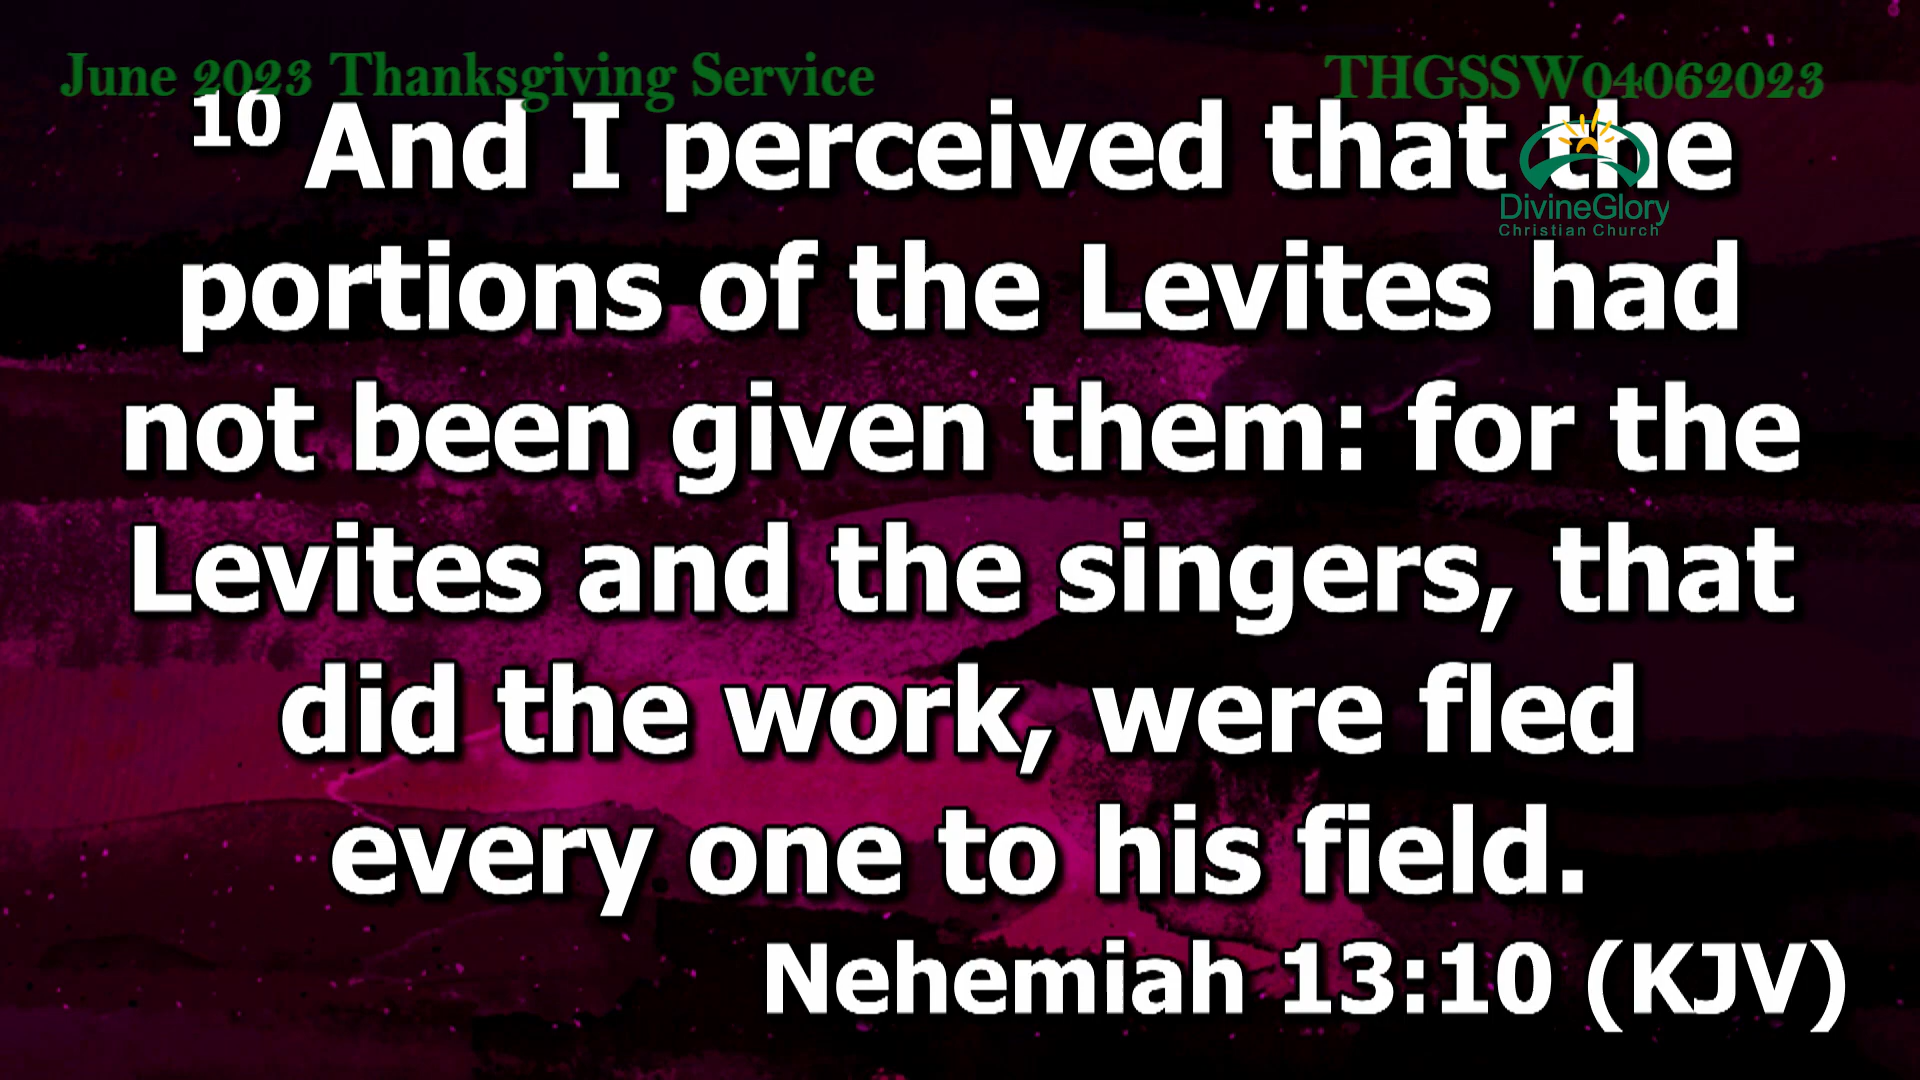 June 2023 Thanksgiving Service
THGSSW04062023
10 And I perceived that the
DivineGlory
Christian Church
portions of the Levites had
not been given them: for the
Levites and the singers, that
did the work, were fled
every one to his field.
Nehemiah 13:10 (KJV)